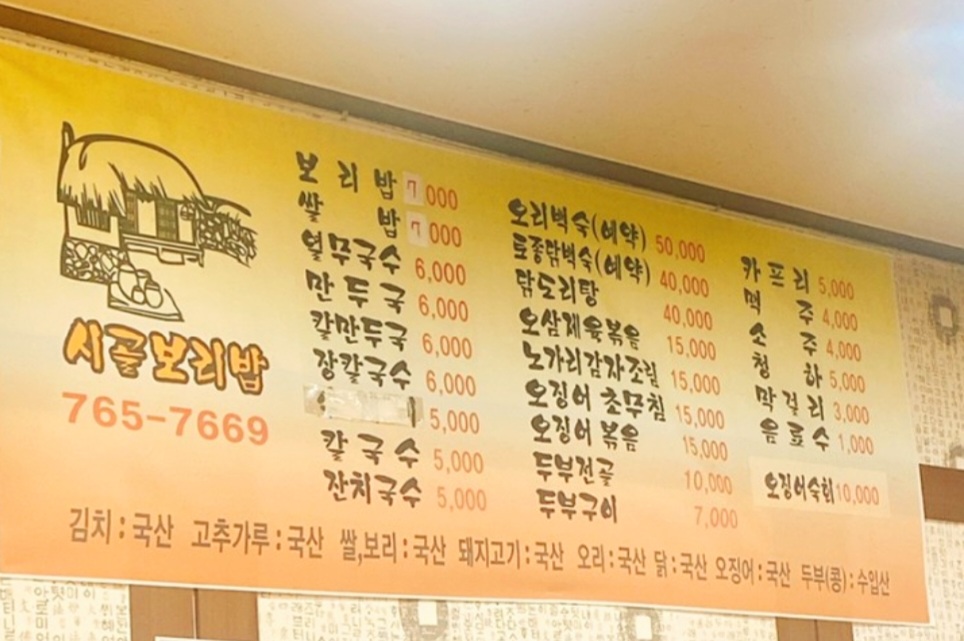 시골보리밥
765-7669
보리밥 7000
쌀밥 7000
열무국수 6,000
만두국 6,000
칼만두국 6,000
장칼국수 6,000
5,000
칼국수 5,000
잔치국수 5,000
오리백숙(예약) 50,000
토종닭백숙(예약) 40,000
닭도리탕 40,000
오삼제육볶음 15,000
노가리감자조림 15,000
오징어 초무침 15,000
오징어 볶음 15,000
두부전골 10,000
두부구이 7,000
카프리 5,000
맥주 4,000
소주 4,000
청하 5,000
막걸리 3,000
음료수 1,000
오징어숙회 10,000
김치:국산 고추가루:국산 쌀,보리:국산 돼지고기:국산 오리:국산 닭:국산 오징어:국산 두부(콩):수입산